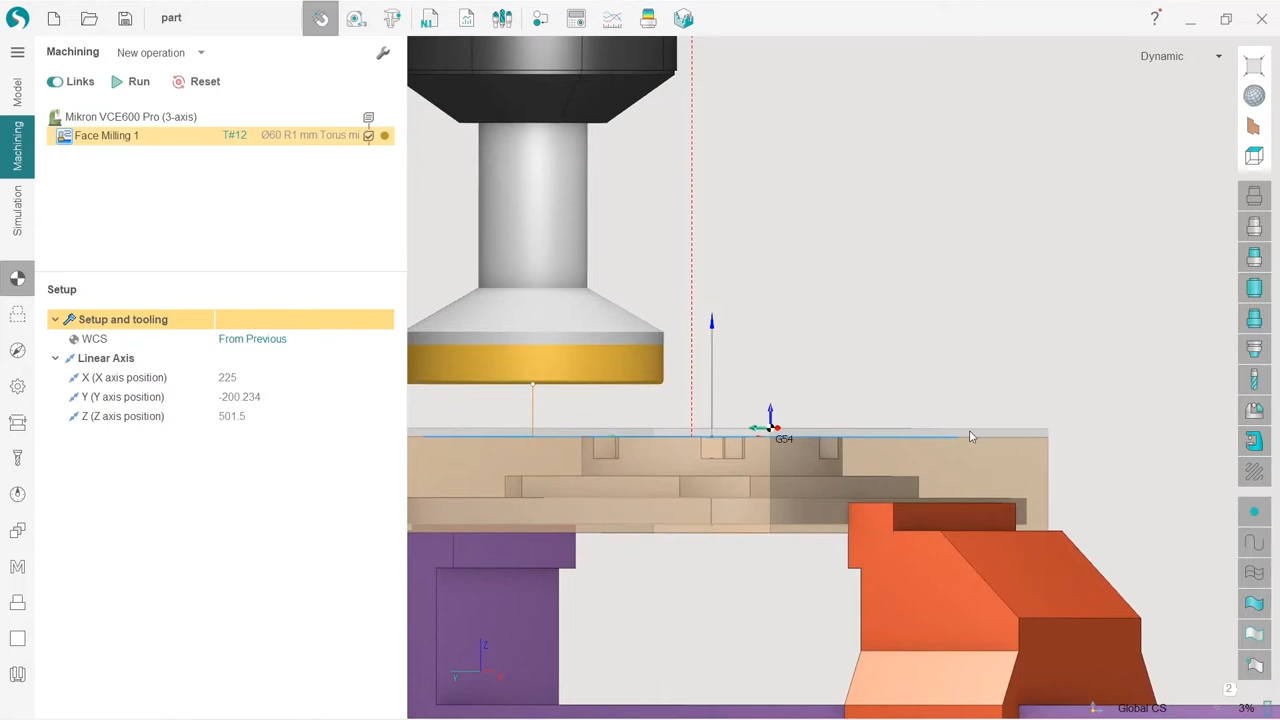 part
N.I
?
Machining
New operation
Links
Run
Reset
Mikron VCE600 Pro (3-axis)
Face Milling 1
T#12
Ø60 R1 mm Torus mi
Model
Machining
Simulation
Setup
Setup and tooling
WCS
From Previous
Linear Axis
X (X axis position)
225
Y (Y axis position)
-200.234
Z (Z axis position)
501.5
Dynamic
G54
Z
Y
2
Global CS
3%